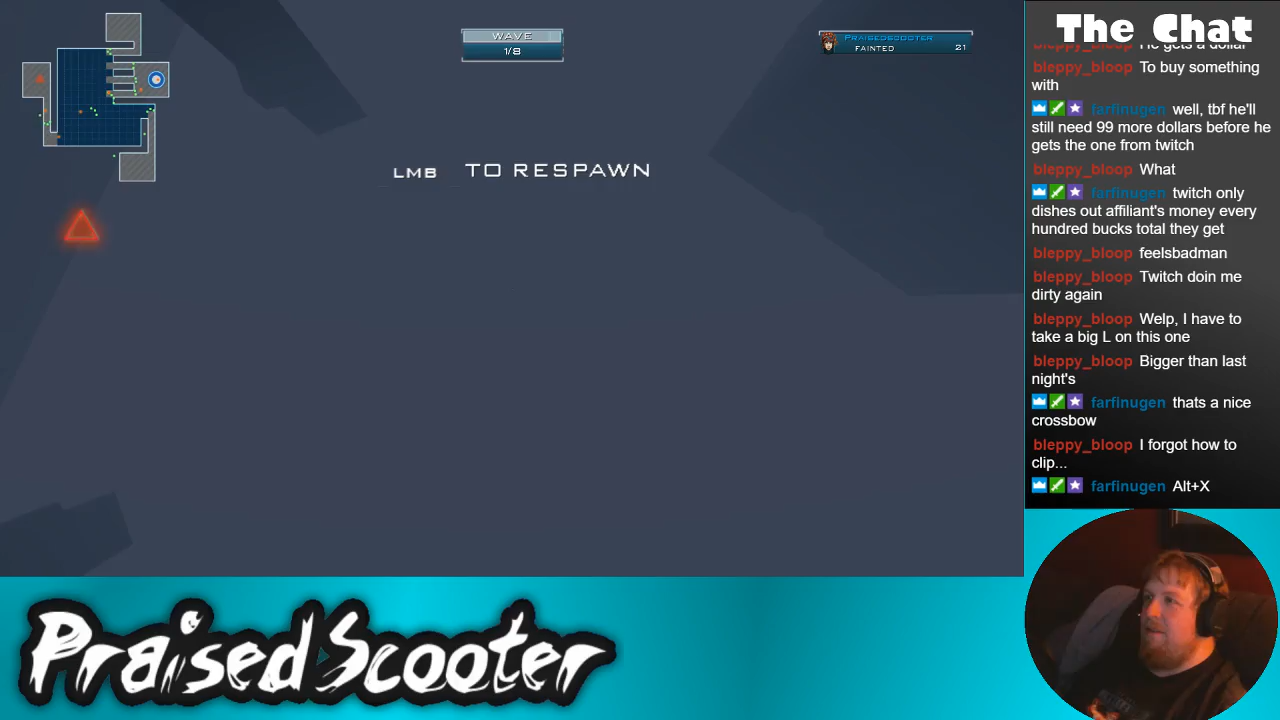 WAVE
1/8
PRAISEDSCOOTER
FAINTED 21
LMB TO RESPAWN
The Chat
bleppy_bloop He gets a dollar
bleppy_bloop To buy something
with
farfinugen well, tbf he'll
still need 99 more dollars before he
gets the one from twitch
bleppy_bloop What
farfinugen twitch only
dishes out affiliant's money every
hundred bucks total they get
bleppy_bloop feelsbadman
bleppy_bloop Twitch doin me
dirty again
bleppy_bloop Welp, I have to
take a big L on this one
bleppy_bloop Bigger than last
night's
farfinugen thats a nice
crossbow
bleppy_bloop I forgot how to
clip...
farfinugen Alt+X
PraisedScooter